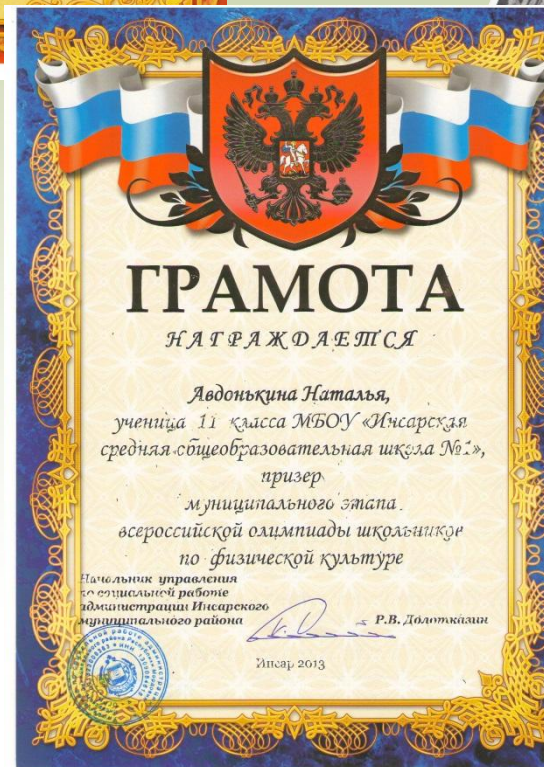 ГРАМОТА
НАГРАЖДАЕТСЯ
Авдонькина Наталья,
ученица 11 класса МБОУ «Инсарская
средняя общеобразовательная школа №1»,
призер
муниципального этапа
всероссийской олимпиады школьников
по физической культуре
Начальник управления
по социальной работе
администрации Инсарского
муниципального района
Р.В. Долотказин
Инсар 2013